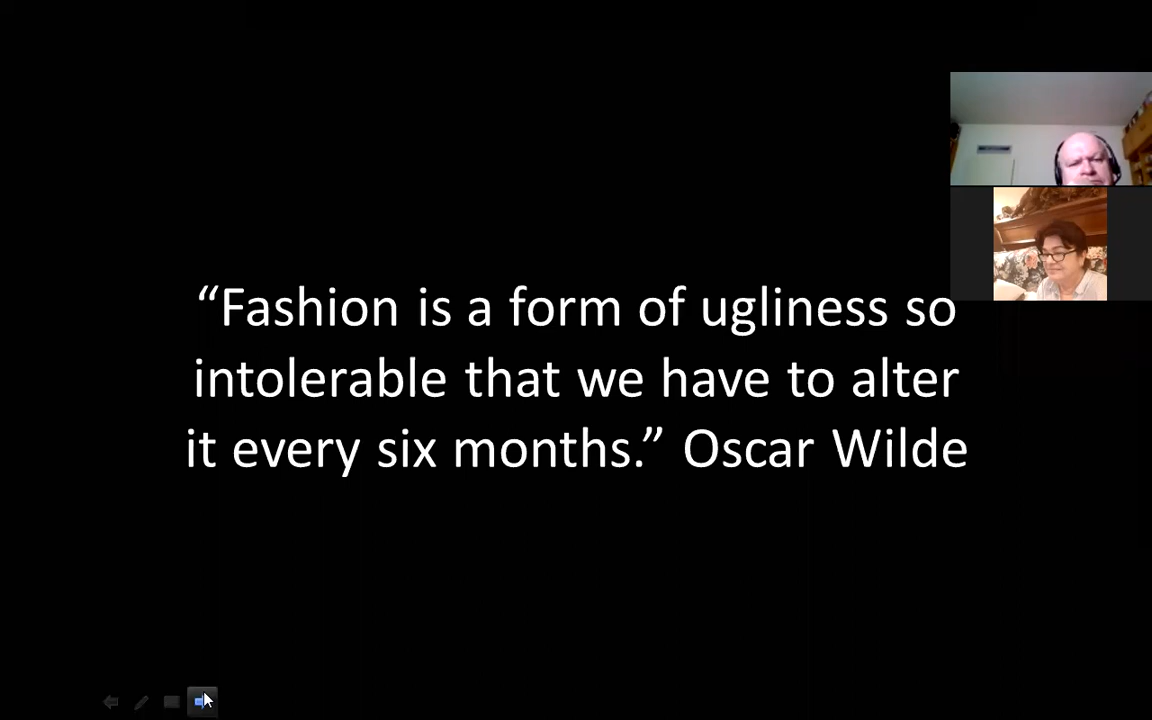 “Fashion is a form of ugliness so
intolerable that we have to alter
it every six months.” Oscar Wilde